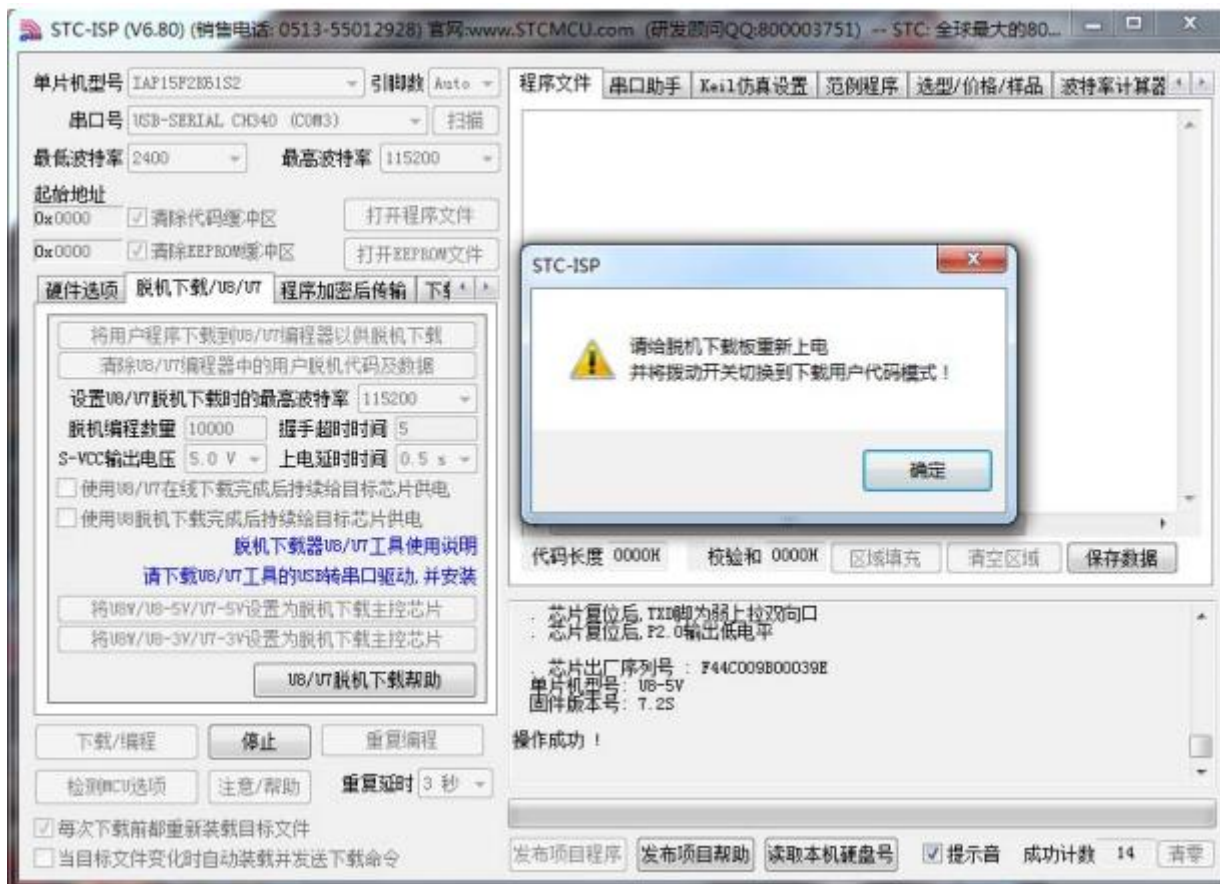 STC-ISP (V6.80) (销售电话: 0513-55012928) 官网:www.STCMCU.com (研发顾问QQ:800003751) -- STC: 全球最大的80...
单片机型号 IAP15F2K61S2 引脚数 Auto
串口号 USB-SERIAL CH340 (COM3) 扫描
最低波特率 2400 最高波特率 115200
起始地址
0x0000 清除代码缓冲区 打开程序文件
0x0000 清除EEPROM缓冲区 打开EEPROM文件
硬件选项 脱机下载/U8/U7 程序加密后传输
将用户程序下载到U8/U7编程器以供脱机下载
清除U8/U7编程器中的用户脱机代码及数据
设置U8/U7脱机下载时的最高波特率 115200
脱机编程数量 10000 握手超时时间 5
S-VCC输出电压 5.0 V 上电延时时间 0.5 s
使用U8/U7在线下载完成后持续给目标芯片供电
使用U8脱机下载完成后持续给目标芯片供电
脱机下载器U8/U7工具使用说明
请下载U8/U7工具的USB转串口驱动,并安装
将U8W/U8-5V/U7-5V设置为脱机下载主控芯片
将U8W/U8-3V/U7-3V设置为脱机下载主控芯片
U8/U7脱机下载帮助
下载/编程 停止 重复编程
检测MCU选项 注意/帮助 重复延时 3 秒
每次下载前都重新装载目标文件
当目标文件变化时自动装载并发送下载命令
程序文件 串口助手 Keil仿真设置 范例程序 选型/价格/样品 波特率计算器
STC-ISP
请给脱机下载板重新上电
并将拨动开关切换到下载用户代码模式！
确定
代码长度 0000H 校验和 0000H 区域填充 清空区域 保存数据
. 芯片复位后,TXD脚为弱上拉双向口
. 芯片复位后,P2.0输出低电平
. 芯片出厂序列号 : F44C009B00039E
单片机型号: U8-5V
固件版本号: 7.2S
操作成功 !
发布项目程序 发布项目帮助 读取本机硬盘号 提示音 成功计数 14 清零